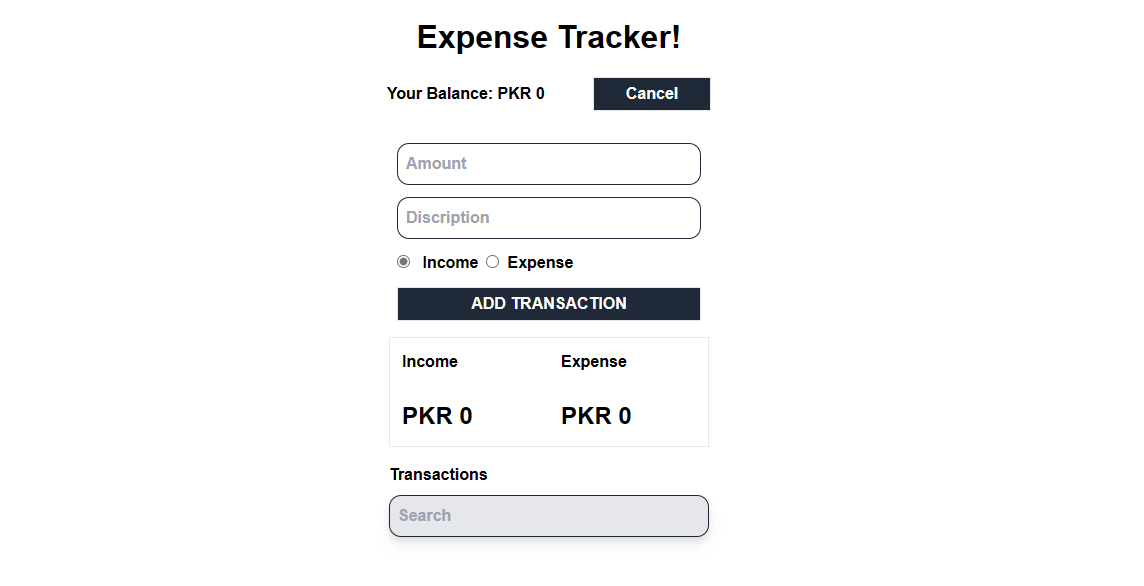 Expense Tracker!
Your Balance: PKR 0 Cancel
Amount
Discription
Income Expense
ADD TRANSACTION
Income Expense
PKR 0 PKR 0
Transactions
Search